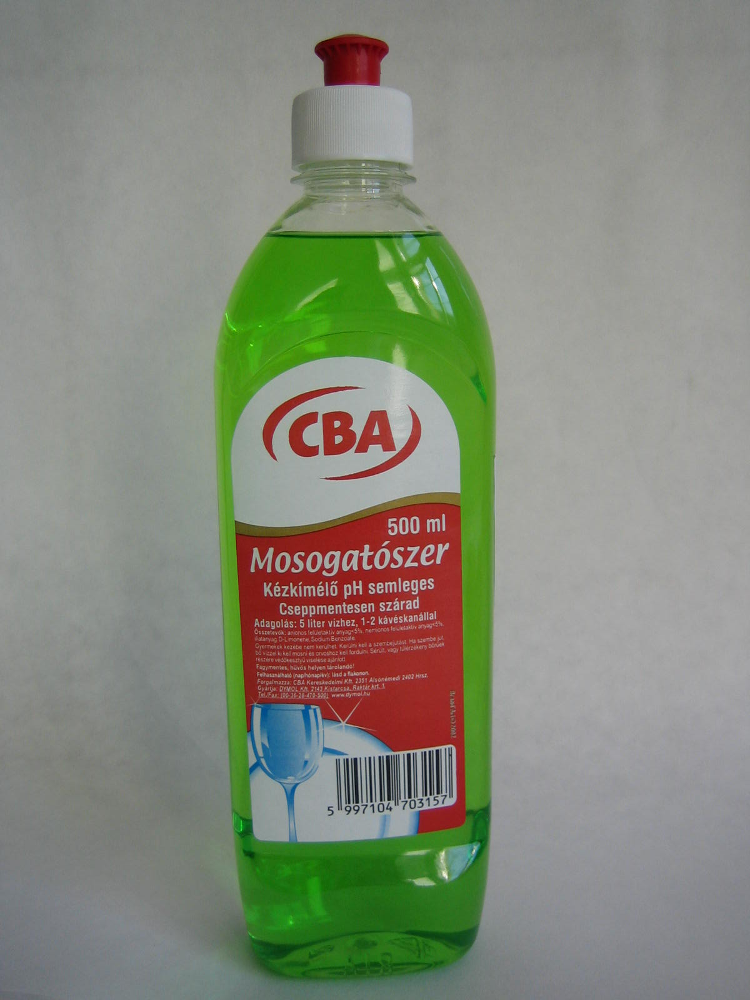 CBA
500 ml
Mosogatószer
Kézkímélő pH semleges
Cseppmentesen szárad
Adagolás: 5 liter vízhez, 1-2 kávéskanállal
Összetevők: anionos felületaktív anyag<5%, nemionos felületaktív anyag<5%,
illatanyag, D-Limonene, Sodium Benzoate.
Gyermekek kezébe nem kerülhet. Kerülni kell a szembejutást. Ha szembe jut,
bő vízzel ki kell mosni és orvoshoz kell fordulni. Sérült, vagy túlérzékeny bőrűek
részére védőkesztyű viselése ajánlott.
Fagymentes, hűvös helyen tárolandó!
Felhasználható (nap/hónap/év): lásd a flakonon.
Forgalmazza: CBA Kereskedelmi Kft. 2351 Alsónémedi 2402 Hrsz.
Gyártja: DYMOL Kft. 2143 Kistarcsa, Raktár krt. 1.
Tel./Fax: (00-36-28-470-500) www.dymol.hu
5 997104 703157